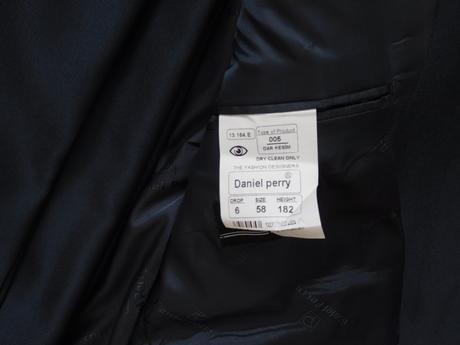 13.164.E
Type of Product
005
DAR KESİM
DRY CLEAN ONLY
THE FASHION DESIGNERS
Daniel perry ®
DROP SIZE HEIGHT
6 58 182